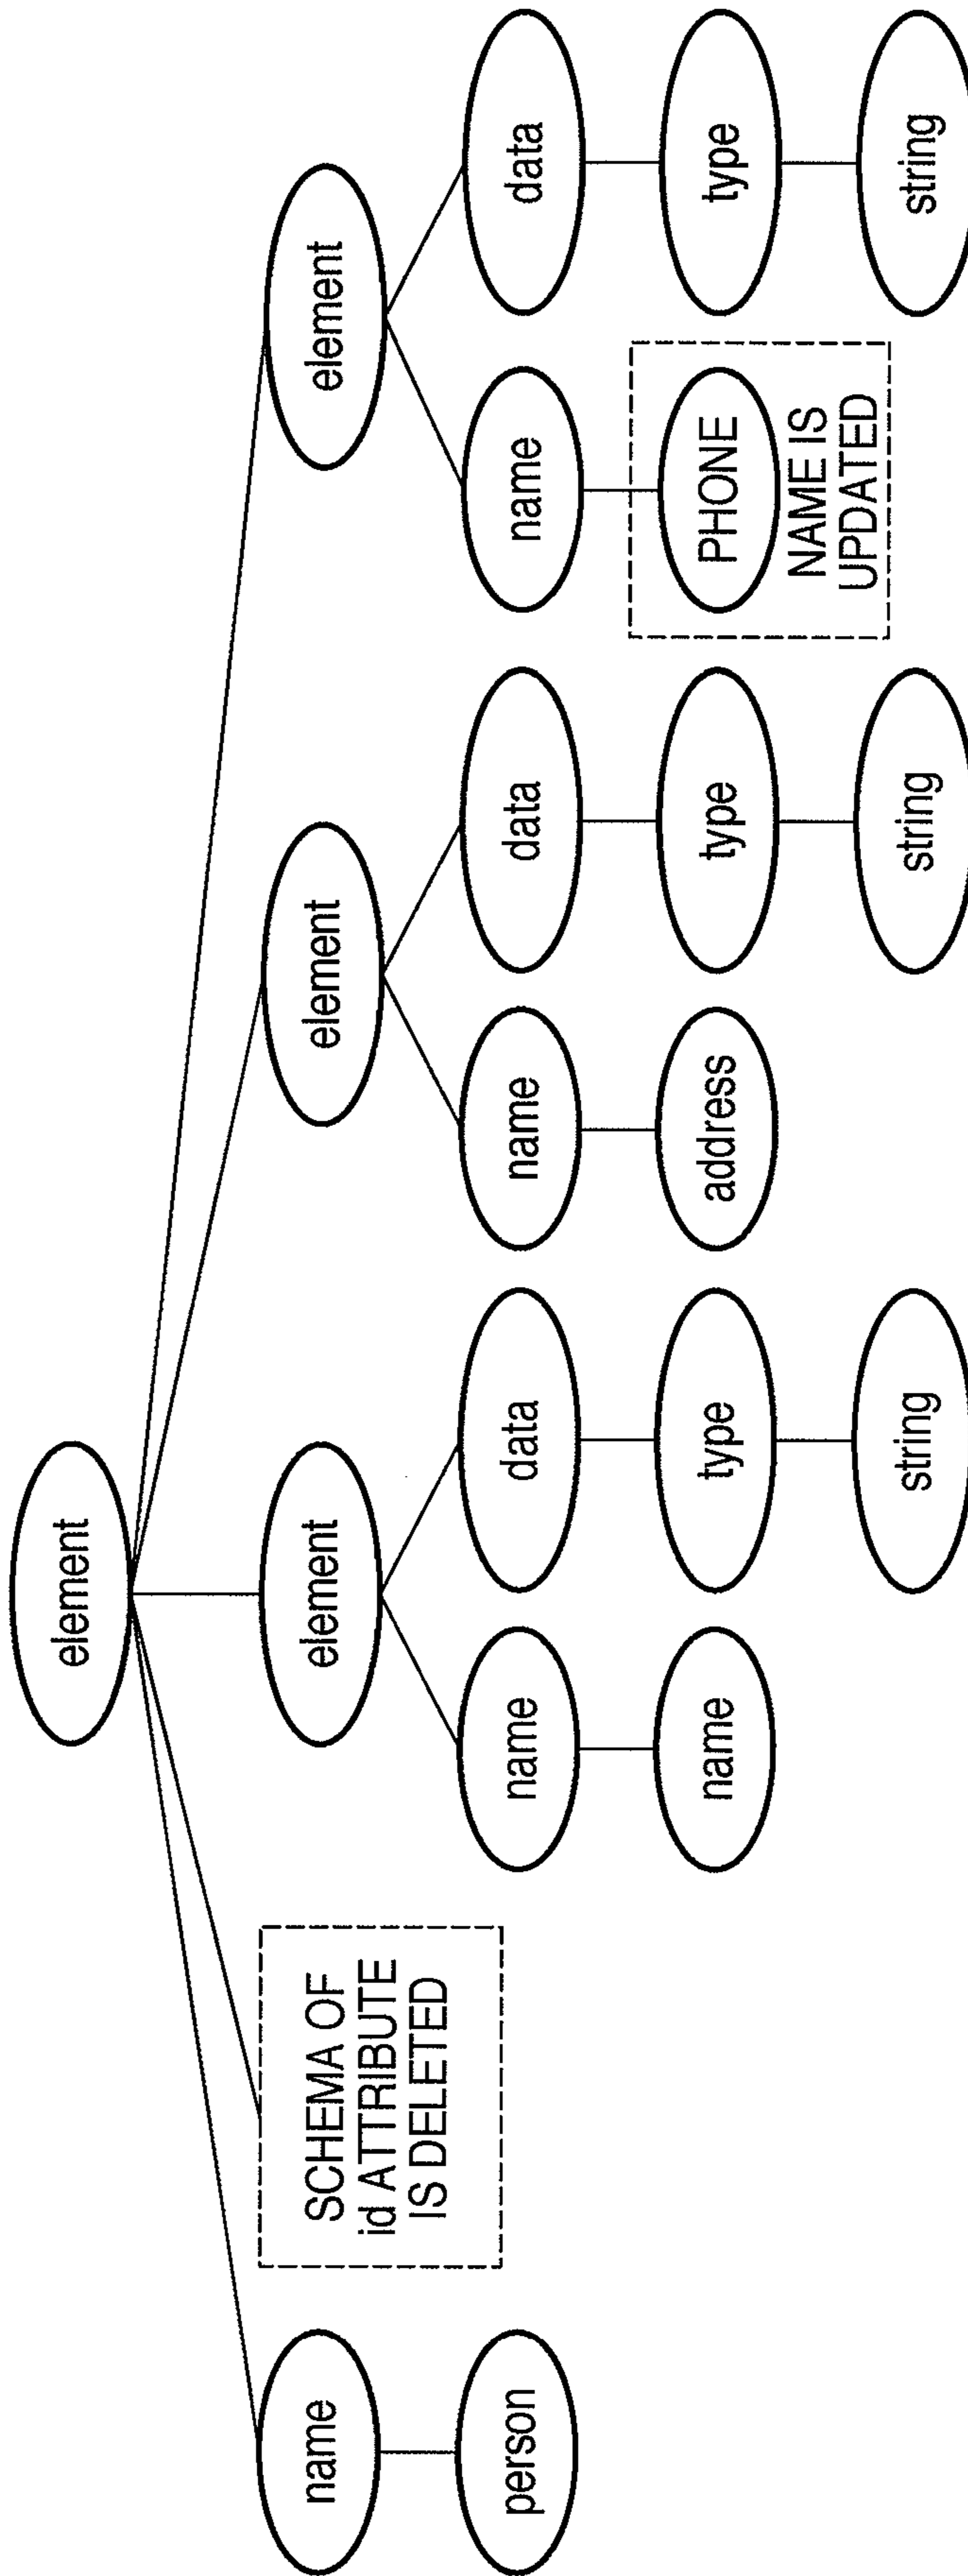 element
name
SCHEMA OF
id ATTRIBUTE
IS DELETED
element
element
element
person
name
data
name
data
name
data
name
type
address
type
PHONE
type
NAME IS
UPDATED
string
string
string